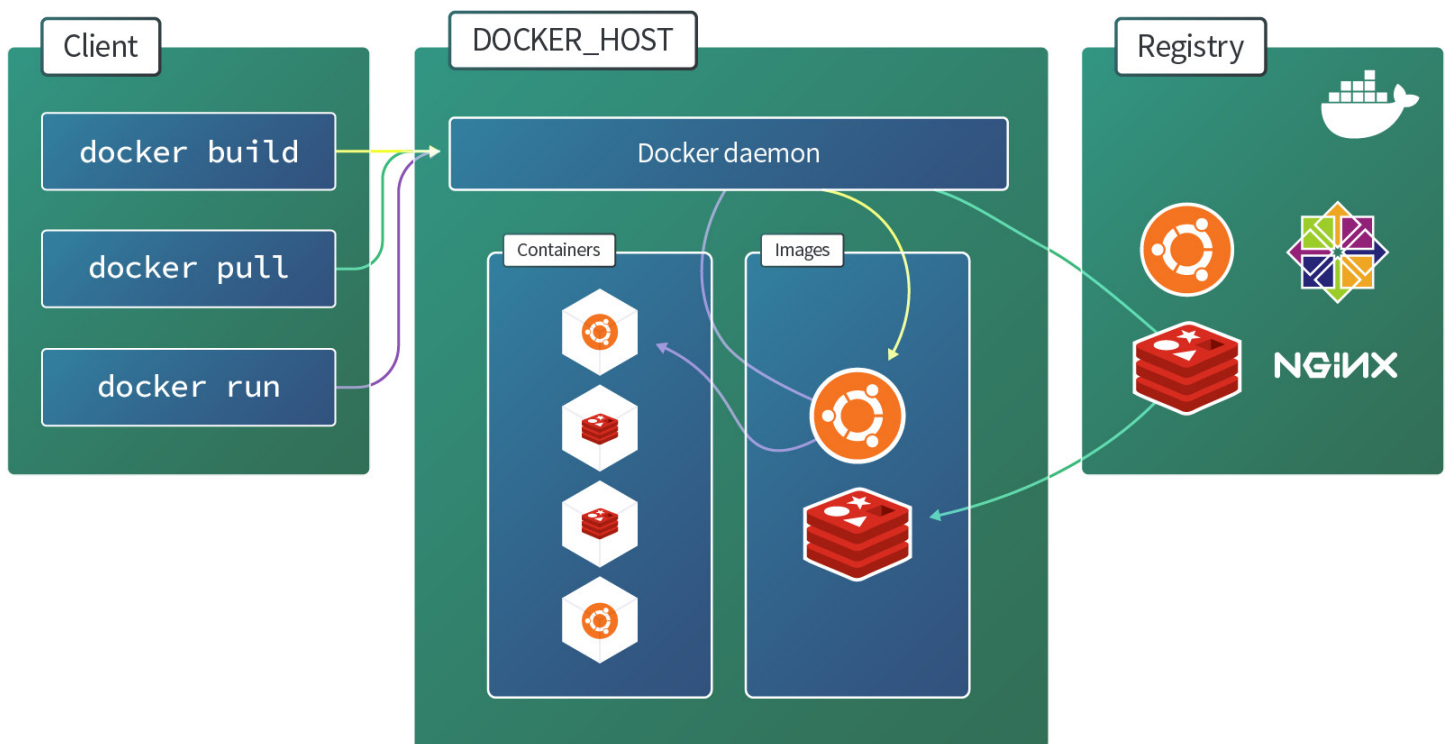 Client
DOCKER_HOST
Registry
docker build
Docker daemon
docker pull
docker run
Containers
Images
NGiNX